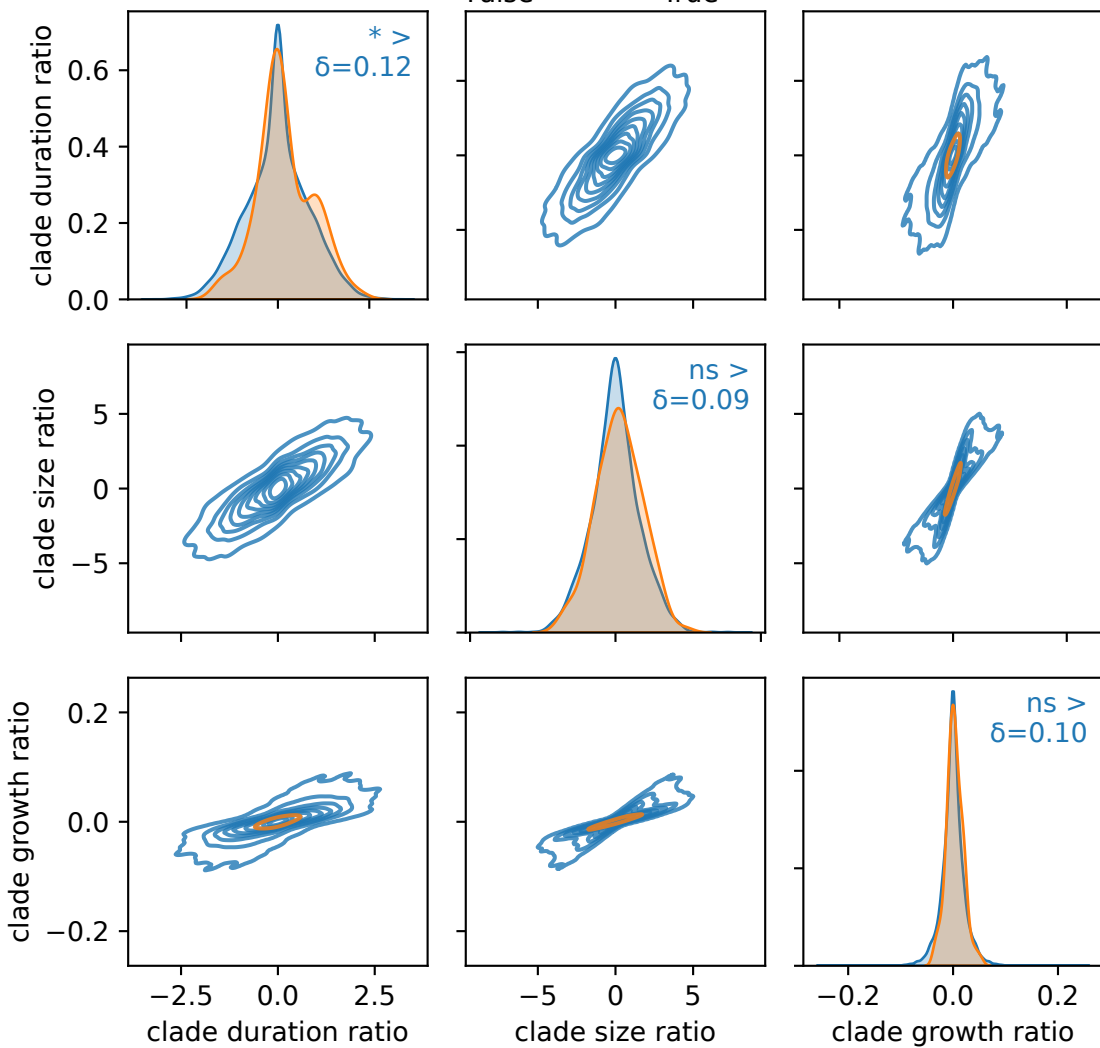 clade duration ratio
0.6
0.4
0.2
0.0
* >
δ=0.12
clade size ratio
5
0
−5
ns >
δ=0.09
clade growth ratio
0.2
0.0
−0.2
ns >
δ=0.10
−2.5 0.0 2.5
−5 0 5
−0.2 0.0 0.2
clade duration ratio
clade size ratio
clade growth ratio